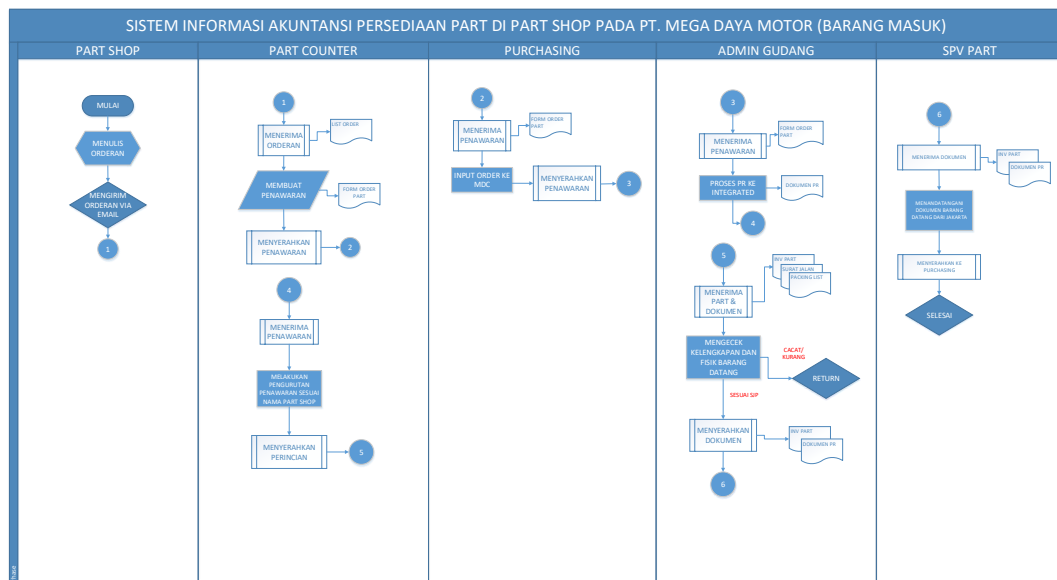 SISTEM INFORMASI AKUNTANSI PERSEDIAAN PART DI PART SHOP PADA PT. MEGA DAYA MOTOR (BARANG MASUK)
PART SHOP
MULAI
MENULIS
ORDERAN
MENGIRIM
ORDERAN VIA
EMAIL
1
PART COUNTER
1
MENERIMA
ORDERAN
LIST ORDER
MEMBUAT
PENAWARAN
FORM ORDER
PART
MENYERAHKAN
PENAWARAN
2
4
MENERIMA
PENAWARAN
MELAKUKAN
PENGURUTAN
PENAWARAN SESUAI
NAMA PART SHOP
MENYERAHKAN
PERINCIAN
5
PURCHASING
2
MENERIMA
PENAWARAN
FORM ORDER
PART
INPUT ORDER KE
MDC
MENYERAHKAN
PENAWARAN
3
ADMIN GUDANG
3
MENERIMA
PENAWARAN
FORM ORDER
PART
PROSES PR KE
INTEGRATED
DOKUMEN PR
4
5
MENERIMA
PART &
DOKUMEN
INV PART
SURAT JALAN
PACKING LIST
MENGECEK
KELENGKAPAN DAN
FISIK BARANG
DATANG
CACAT/
KURANG
RETURN
SESUAI SIP
MENYERAHKAN
DOKUMEN
INV PART
DOKUMEN PR
6
SPV PART
6
MENERIMA DOKUMEN
INV PART
DOKUMEN PR
MENANDATANGANI
DOKUMEN BARANG
DATANG DARI JAKARTA
MENYERAHKAN KE
PURCHASING
SELESAI